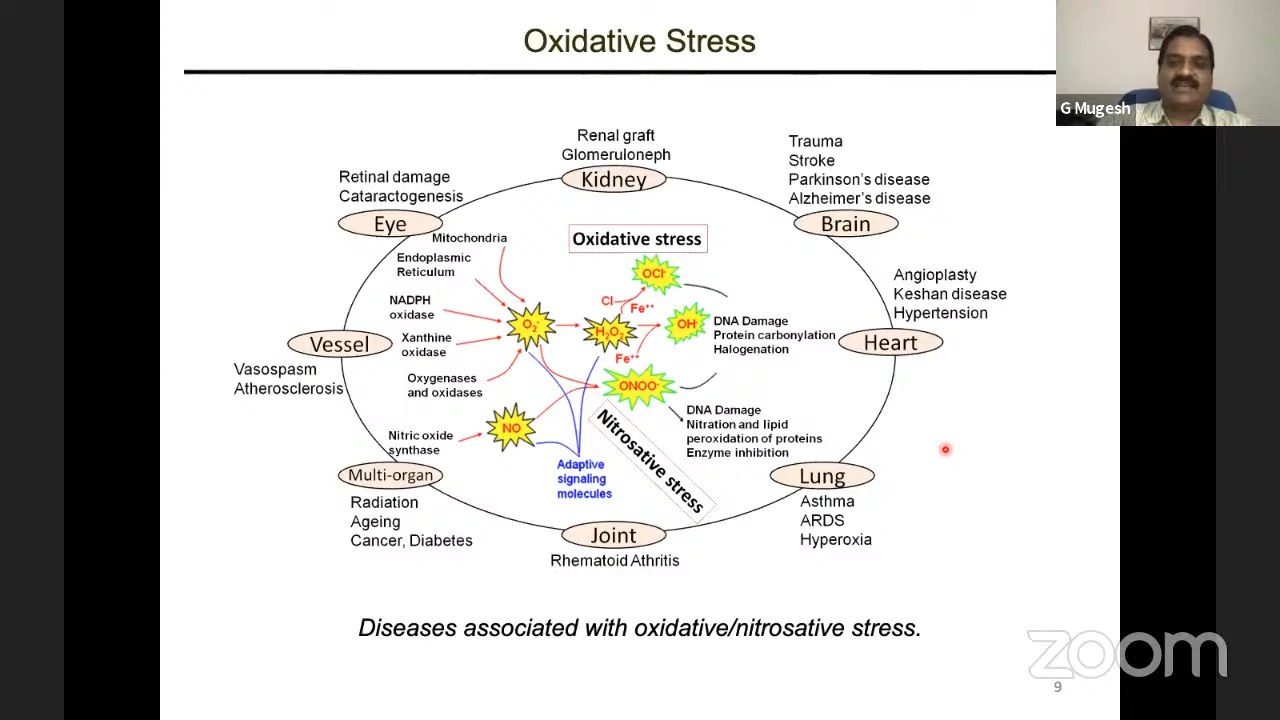 Oxidative Stress
G Mugesh
Renal graft
Glomeruloneph
Kidney
Trauma
Stroke
Parkinson's disease
Alzheimer's disease
Brain
Retinal damage
Cataractogenesis
Eye
Angioplasty
Keshan disease
Hypertension
Heart
Vessel
Vasospasm
Atherosclerosis
Mitochondria
Endoplasmic
Reticulum
NADPH
oxidase
Xanthine
oxidase
Oxygenases
and oxidases
Nitric oxide
synthase
Oxidative stress
O₂⁻
H₂O₂
Cl
Fe⁺⁺
OCl⁻
OH
Fe⁺⁺
ONOO⁻
NO
DNA Damage
Protein carbonylation
Halogenation
DNA Damage
Nitration and lipid
peroxidation of proteins
Enzyme inhibition
Nitrosative stress
Adaptive
signaling
molecules
Multi-organ
Radiation
Ageing
Cancer, Diabetes
Joint
Rhematoid Athritis
Lung
Asthma
ARDS
Hyperoxia
Diseases associated with oxidative/nitrosative stress.
zoom
9